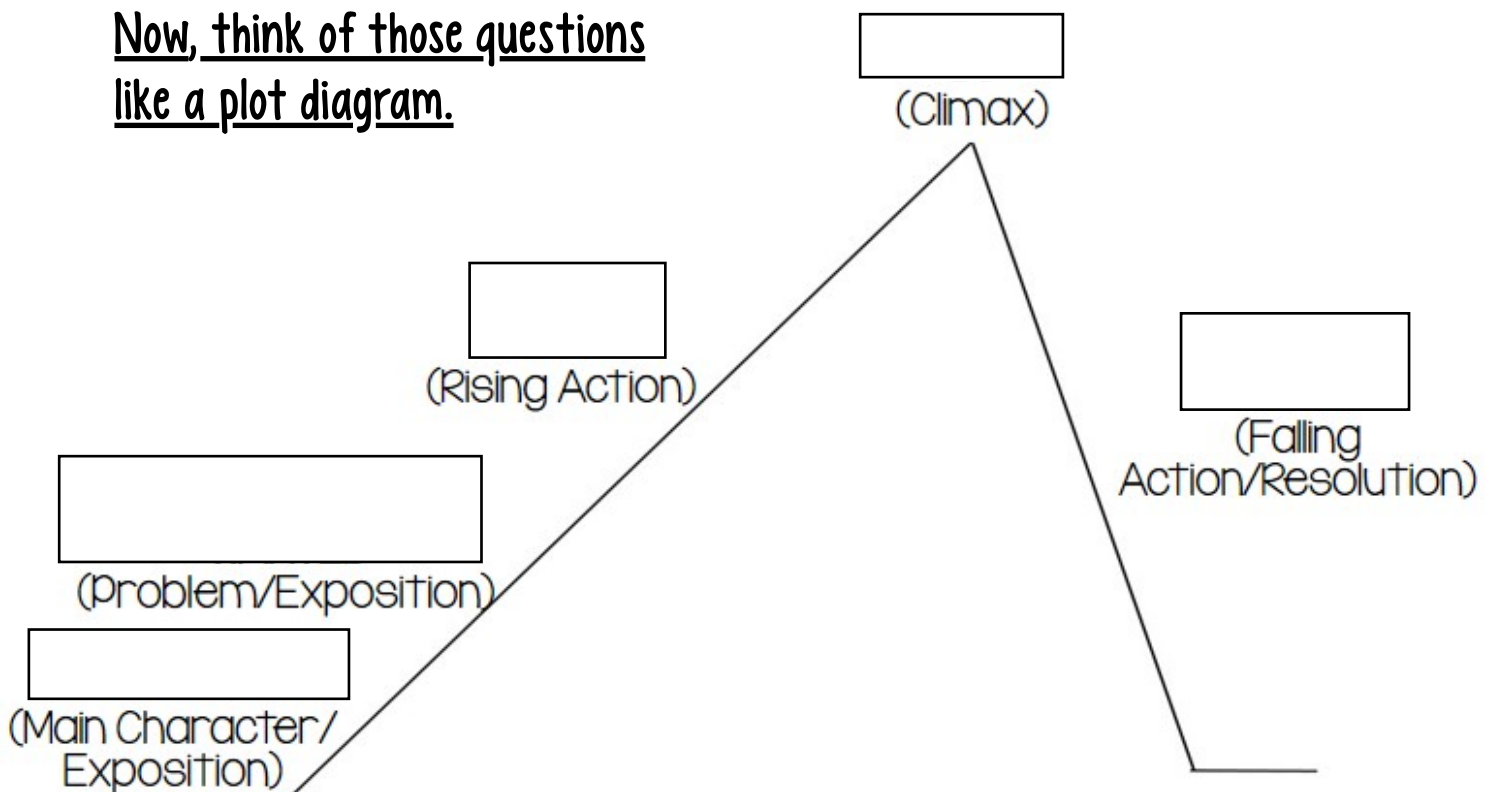 Now, think of those questions
like a plot diagram.
(Climax)
(Rising Action)
(Falling
Action/Resolution)
(Problem/Exposition)
(Main Character/
Exposition)